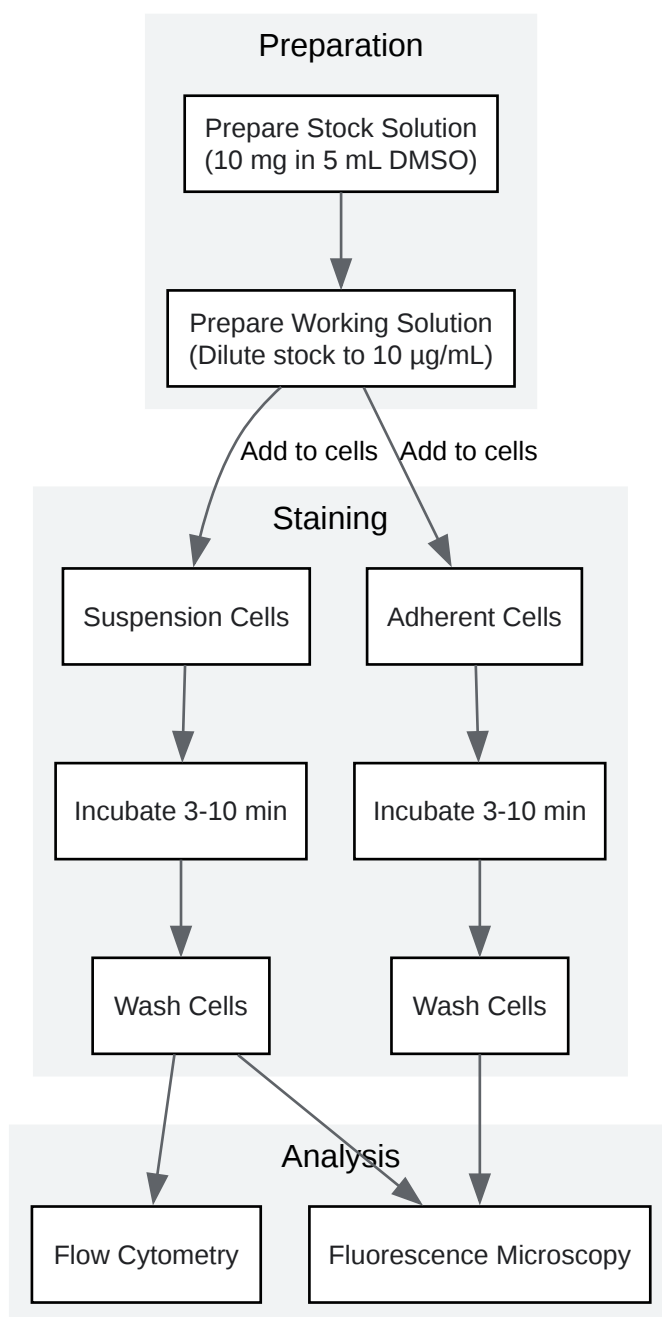 Preparation
Prepare Stock Solution
(10 mg in 5 mL DMSO)
Prepare Working Solution
(Dilute stock to 10 µg/mL)
Add to cells
Add to cells
Staining
Suspension Cells
Adherent Cells
Incubate 3-10 min
Incubate 3-10 min
Wash Cells
Wash Cells
Analysis
Flow Cytometry
Fluorescence Microscopy